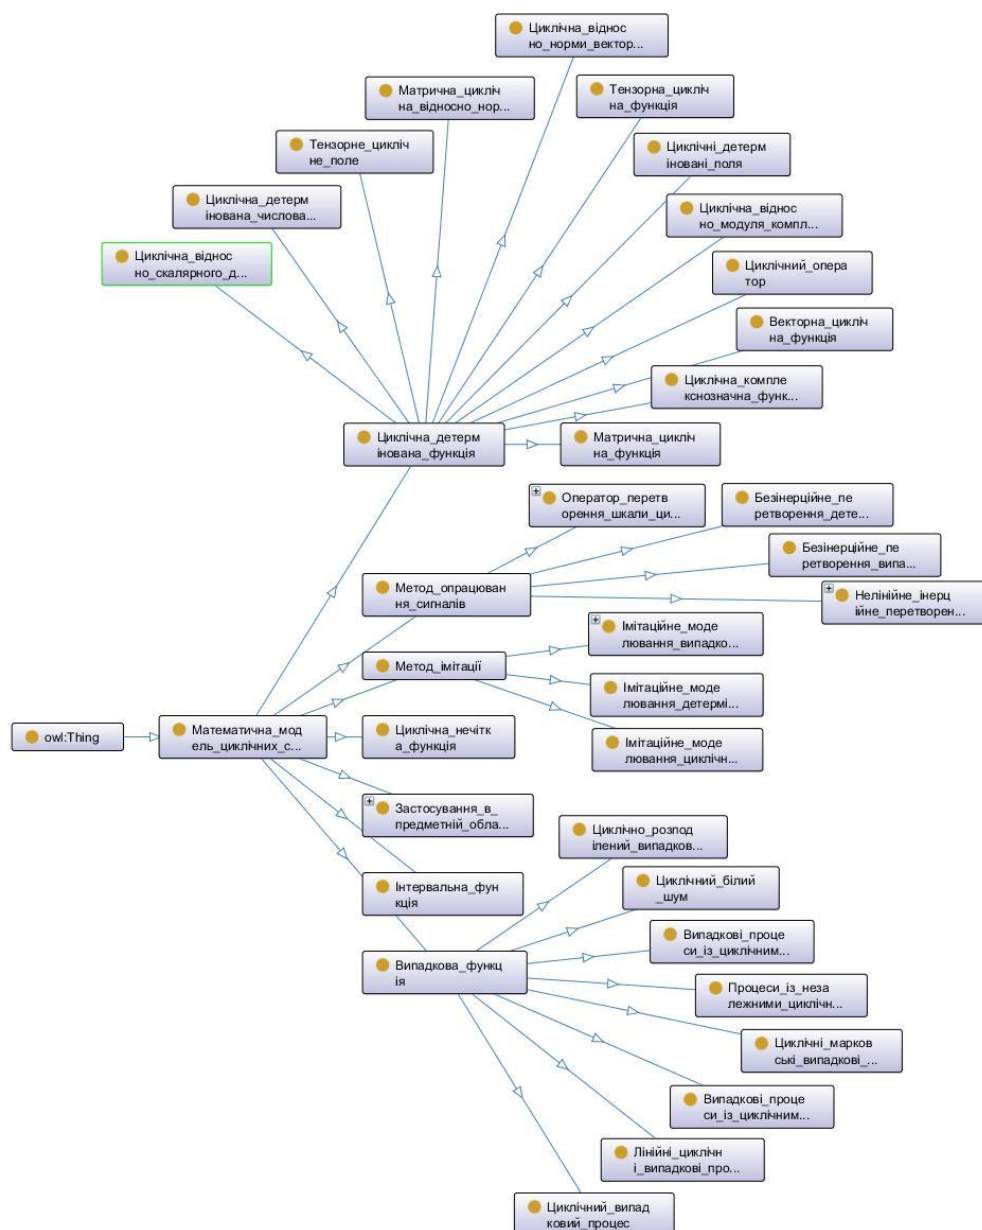 Циклічна_віднос
но_норми_вектор...
Матрична_цикліч
на_відносно_нор...
Тензорна_цикліч
на_функція
Тензорне_цикліч
не_поле
Циклічні_детерм
іновані_поля
Циклічна_детерм
інована_числова...
Циклічна_віднос
но_модуля_компл...
Циклічна_віднос
но_скалярного_д...
Циклічний_опера
тор
Векторна_цикліч
на_функція
Циклічна_компле
кснозначна_функ...
Циклічна_детерм
інована_функція
Матрична_цикліч
на_функція
Оператор_перетв
орення_шкали_ци...
Безінерційне_пе
ретворення_дете...
Безінерційне_пе
ретворення_випа...
Метод_опрацюван
ня_сигналів
Нелінійне_інерц
ійне_перетворен...
Імітаційне_моде
лювання_випадко...
Метод_імітації
Імітаційне_моде
лювання_детермі...
owl:Thing
Математична_мод
ель_циклічних_с...
Циклічна_нечітк
а_функція
Імітаційне_моде
лювання_циклічн...
Застосування_в_
предметній_обла...
Циклічно_розпод
ілений_випадков...
Інтервальна_фун
кція
Циклічний_білий
_шум
Випадкова_функц
ія
Випадкові_проце
си_із_циклічним...
Процеси_із_неза
лежними_циклічн...
Циклічні_марков
ські_випадкові_...
Випадкові_проце
си_із_циклічним...
Лінійні_циклічн
і_випадкові_про...
Циклічний_випад
ковий_процес